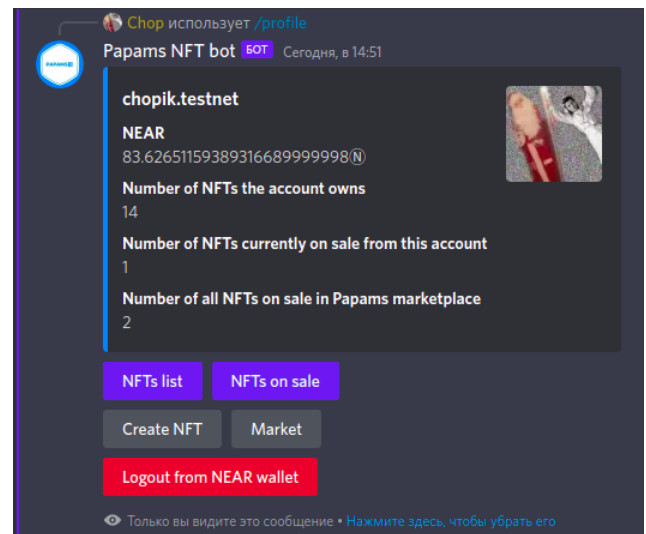 Chop использует /profile
Papams NFT bot БОТ Сегодня, в 14:51
PAPAMS
chopik.testnet
NEAR
83.62651159389316689999998Ⓝ
Number of NFTs the account owns
14
Number of NFTs currently on sale from this account
1
Number of all NFTs on sale in Papams marketplace
2
NFTs list NFTs on sale
Create NFT Market
Logout from NEAR wallet
Только вы видите это сообщение • Нажмите здесь, чтобы убрать его